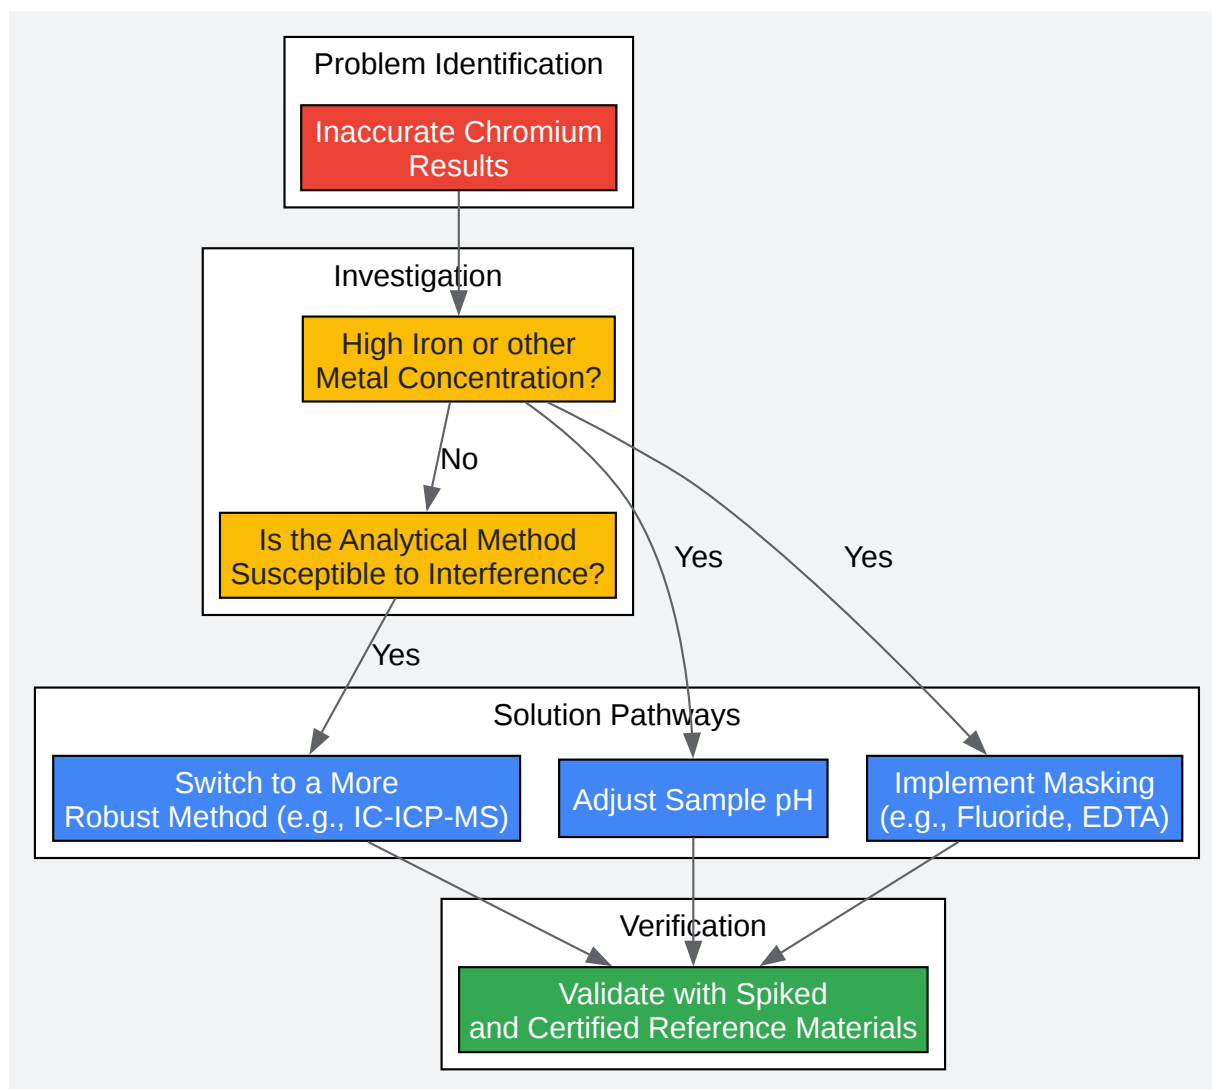 Problem Identification
Inaccurate Chromium
Results
Investigation
High Iron or other
Metal Concentration?
No
Is the Analytical Method
Susceptible to Interference?
Yes
Yes
Yes
Solution Pathways
Switch to a More
Robust Method (e.g., IC-ICP-MS)
Adjust Sample pH
Implement Masking
(e.g., Fluoride, EDTA)
Verification
Validate with Spiked
and Certified Reference Materials